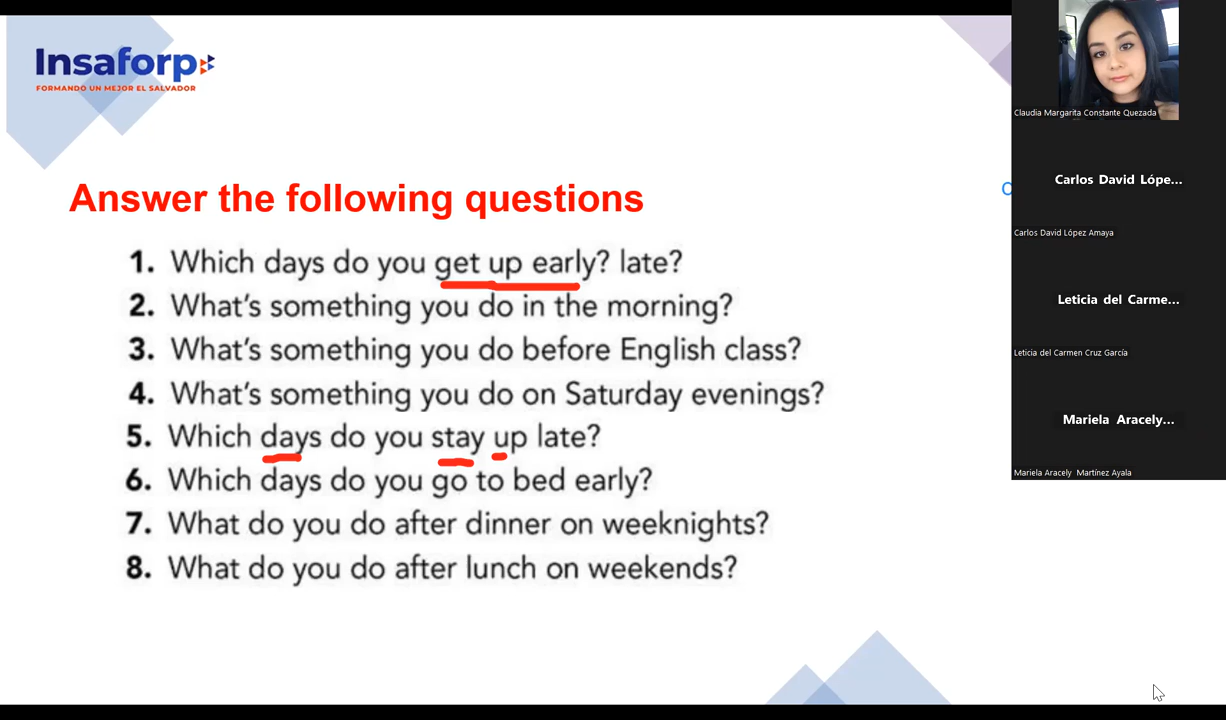 Insaforp
FORMANDO UN MEJOR EL SALVADOR
Answer the following questions
1. Which days do you get up early? late?
2. What's something you do in the morning?
3. What's something you do before English class?
4. What's something you do on Saturday evenings?
5. Which days do you stay up late?
6. Which days do you go to bed early?
7. What do you do after dinner on weeknights?
8. What do you do after lunch on weekends?
Claudia Margarita Constante Quezada
Carlos David Lópe...
Carlos David López Amaya
Leticia del Carme...
Leticia del Carmen Cruz García
Mariela Aracely...
Mariela Aracely Martínez Ayala